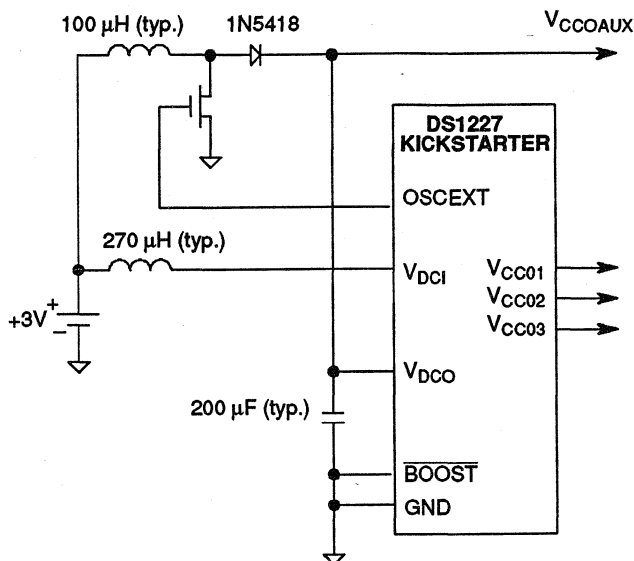 100 µH (typ.)
1N5418
VCCOAUX
DS1227
KICKSTARTER
OSCEXT
270 µH (typ.)
VDCI
VCC01
VCC02
VCC03
+3V
+
−
VDCO
200 µF (typ.)
BOOST
GND